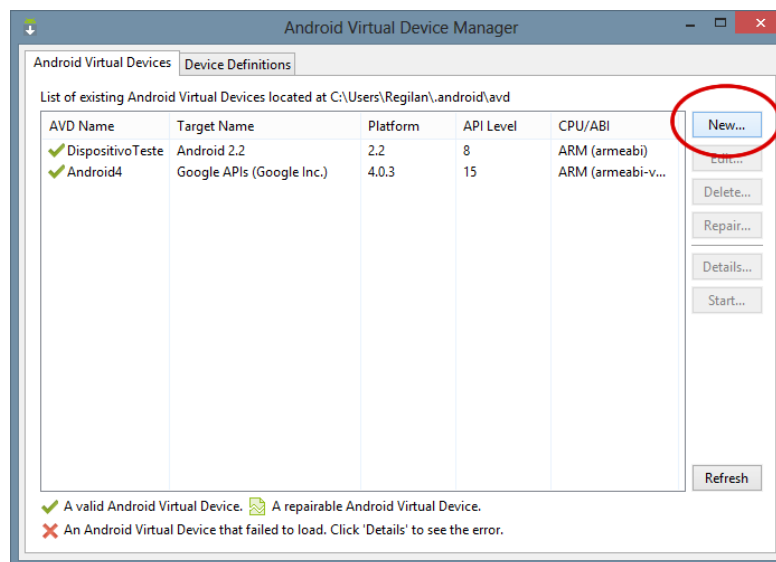 Android Virtual Device Manager
Android Virtual Devices Device Definitions
List of existing Android Virtual Devices located at C:\Users\Regilan\.android\avd
AVD Name Target Name Platform API Level CPU/ABI
DispositivoTeste Android 2.2 2.2 8 ARM (armeabi)
Android4 Google APIs (Google Inc.) 4.0.3 15 ARM (armeabi-v...
New...
Edit...
Delete...
Repair...
Details...
Start...
Refresh
A valid Android Virtual Device. A repairable Android Virtual Device.
An Android Virtual Device that failed to load. Click 'Details' to see the error.